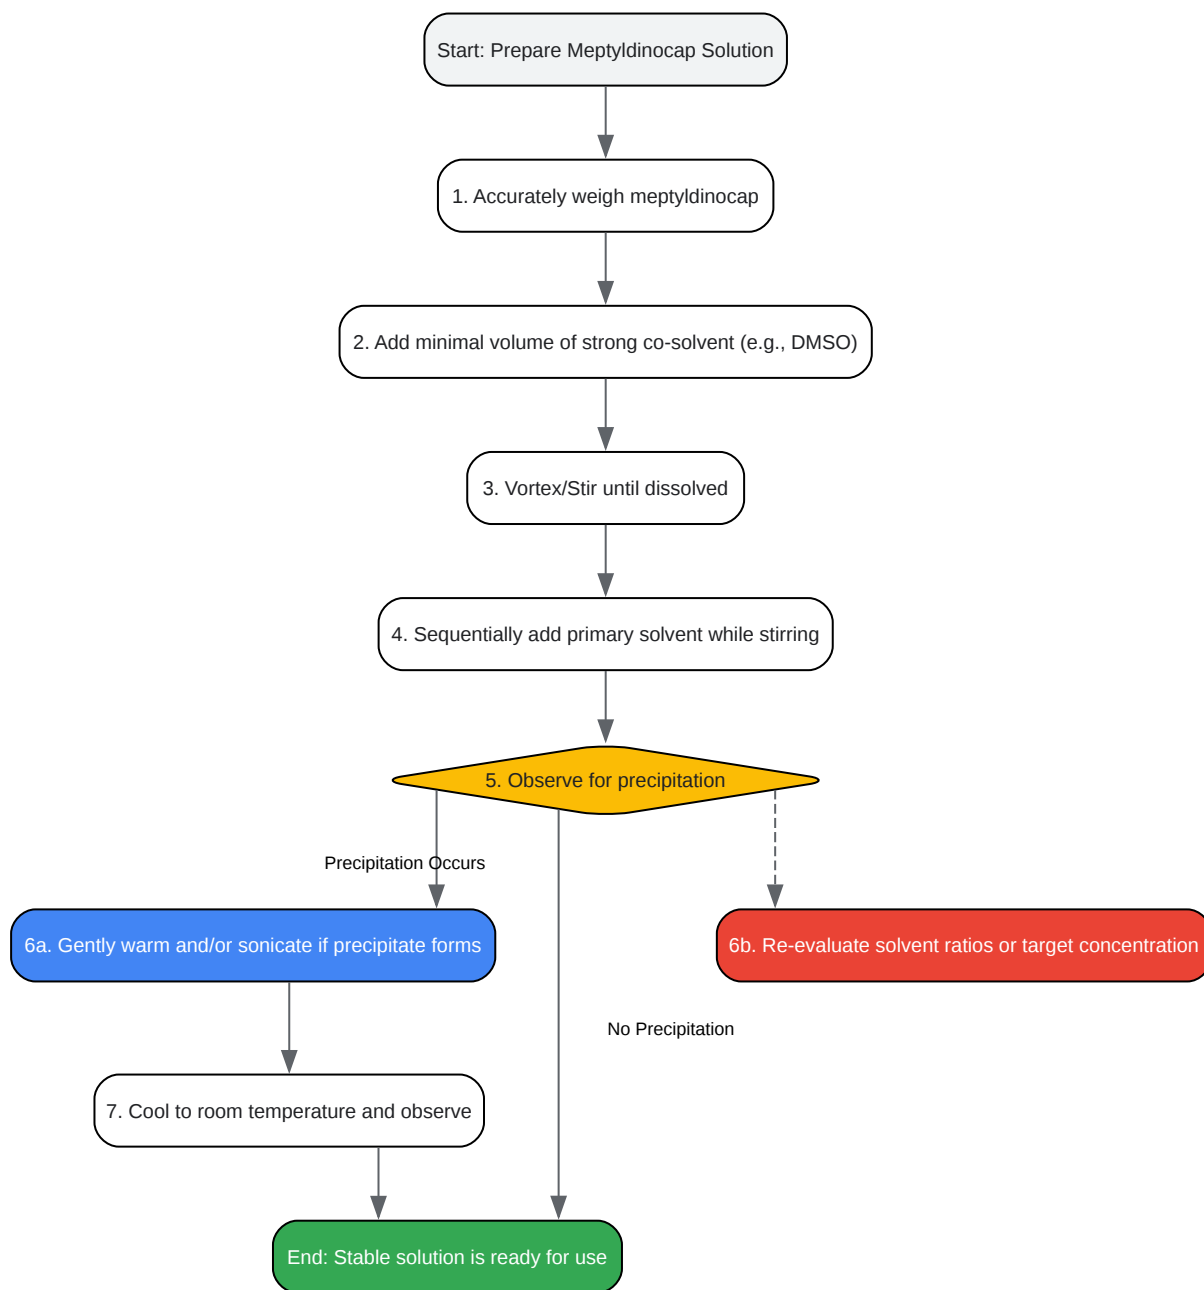 Start: Prepare Meptyldinocap Solution
1. Accurately weigh meptyldinocap
2. Add minimal volume of strong co-solvent (e.g., DMSO)
3. Vortex/Stir until dissolved
4. Sequentially add primary solvent while stirring
5. Observe for precipitation
Precipitation Occurs
6a. Gently warm and/or sonicate if precipitate forms
6b. Re-evaluate solvent ratios or target concentration
No Precipitation
7. Cool to room temperature and observe
End: Stable solution is ready for use